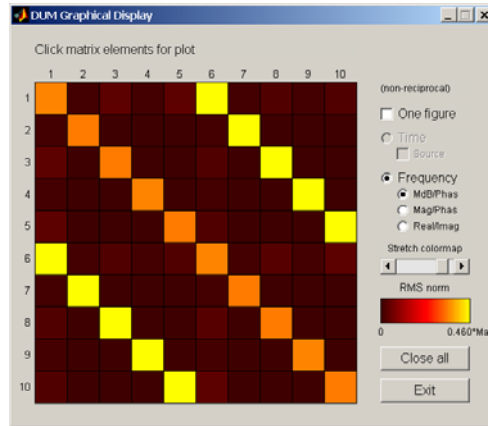 DUM Graphical Display
Click matrix elements for plot
1 2 3 4 5 6 7 8 9 10
1
2
3
4
5
6
7
8
9
10
(non-reciprocal)
One figure
Time
Source
Frequency
MdB/Phas
Mag/Phas
Real/Imag
Stretch colormap
RMS norm
0 0.460*Ma
Close all
Exit